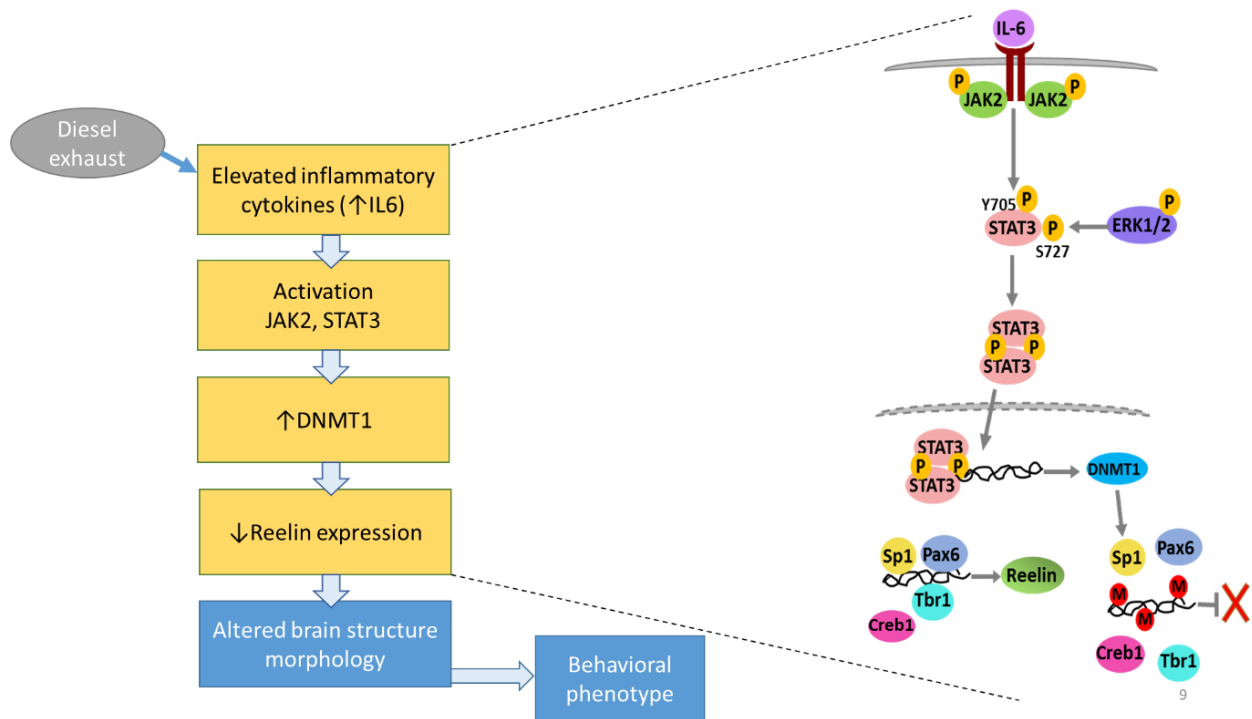 Diesel
exhaust
Elevated inflammatory
cytokines (↑IL6)
Activation
JAK2, STAT3
↑DNMT1
↓Reelin expression
Altered brain structure
morphology
Behavioral
phenotype
IL-6
P
P
JAK2
JAK2
Y705
P
STAT3
P
S727
P
ERK1/2
STAT3
P
P
STAT3
STAT3
P
P
STAT3
DNMT1
Sp1
Pax6
Tbr1
Creb1
Reelin
Sp1
Pax6
M
M
M
Creb1
Tbr1
9